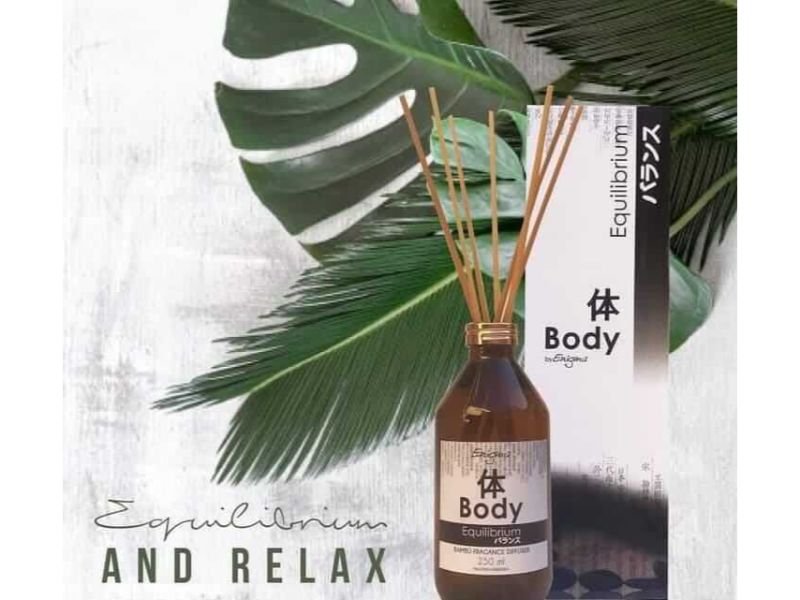 Equilibrium
バランス
体
Body
by Enigma
Enigma
体
Body
Equilibrium
バランス
BAMBÚ FRAGANCE DIFFUSER
250 ml
Equilibrium
AND RELAX